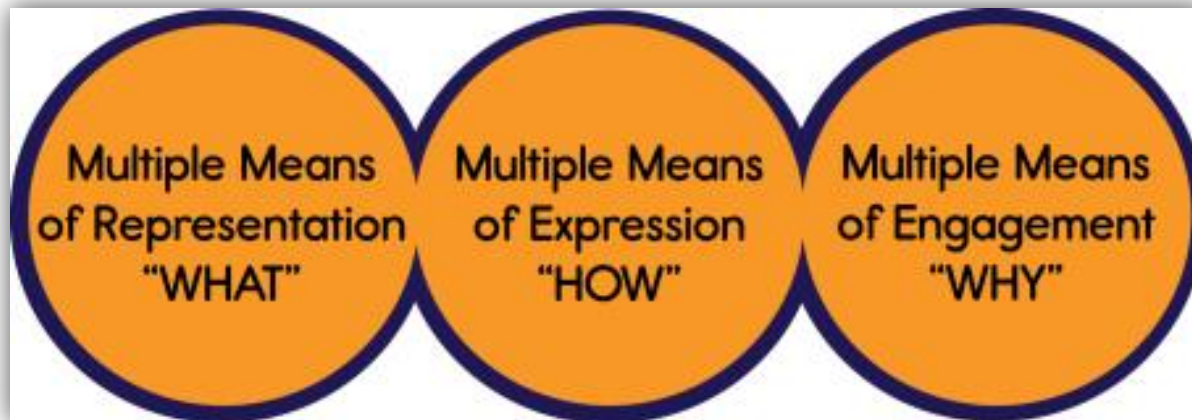 Multiple Means
of Representation
“WHAT”
Multiple Means
of Expression
“HOW”
Multiple Means
of Engagement
“WHY”